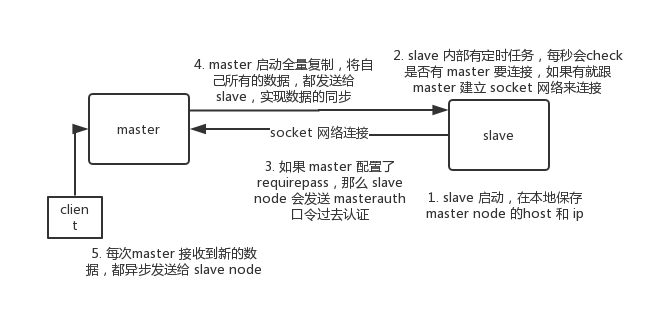 4. master 启动全量复制，将自
己所有的数据，都发送给
slave，实现数据的同步
2. slave 内部有定时任务，每秒会check
是否有 master 要连接，如果有就跟
master 建立 socket 网络来连接
master
socket 网络连接
slave
3. 如果 master 配置了
requirepass，那么 slave
node 会发送 masterauth
口令过去认证
1. slave 启动，在本地保存
master node 的host 和 ip
clien
t
5. 每次master 接收到新的数
据，都异步发送给 slave node